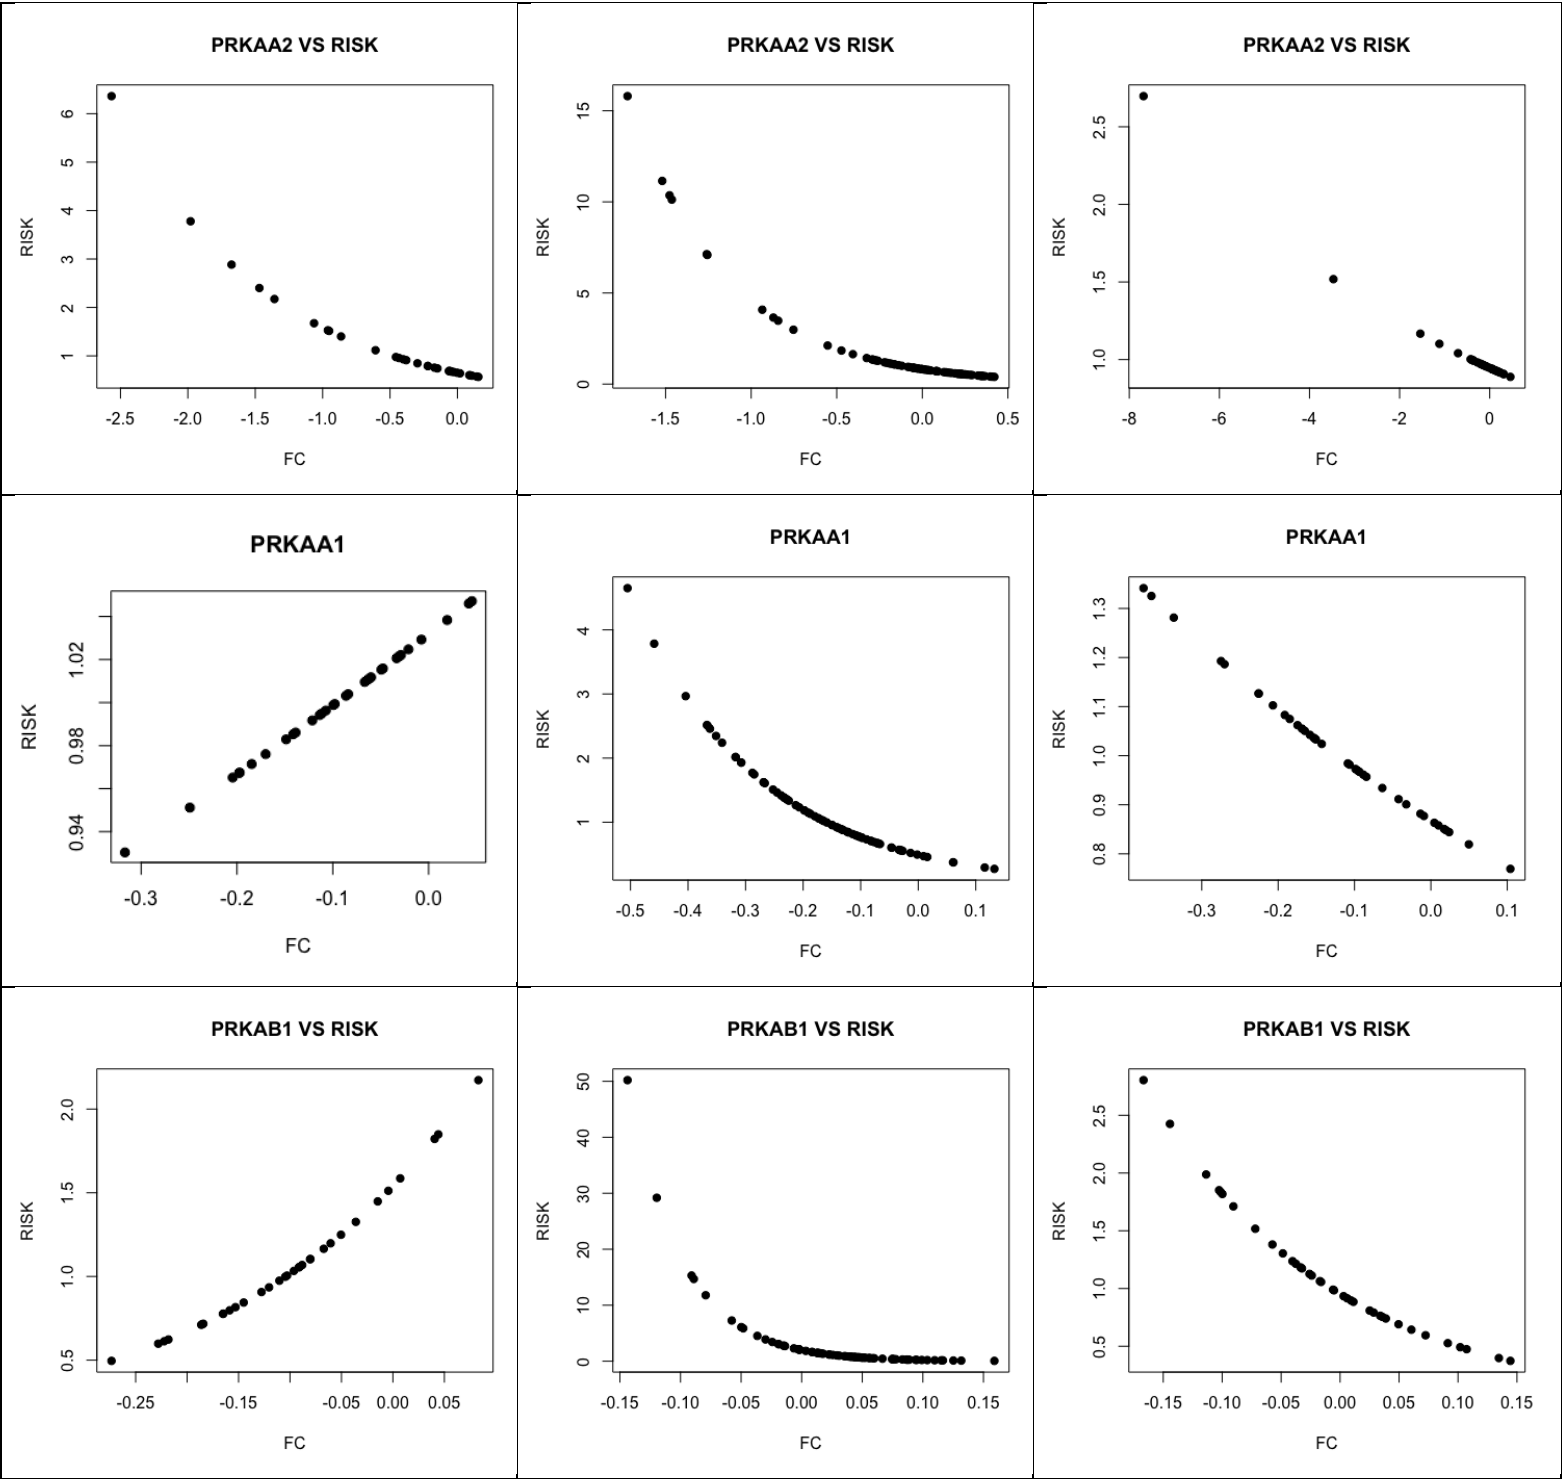 PRKAA2 VS RISK
RISK
6
5
4
3
2
1
-2.5 -2.0 -1.5 -1.0 -0.5 0.0
FC
PRKAA2 VS RISK
RISK
15
10
5
0
-1.5 -1.0 -0.5 0.0 0.5
FC
PRKAA2 VS RISK
RISK
2.5
2.0
1.5
1.0
-8 -6 -4 -2 0
FC
PRKAA1
RISK
1.02
0.98
0.94
-0.3 -0.2 -0.1 0.0
FC
PRKAA1
RISK
4
3
2
1
-0.5 -0.4 -0.3 -0.2 -0.1 0.0 0.1
FC
PRKAA1
RISK
1.3
1.2
1.1
1.0
0.9
0.8
-0.3 -0.2 -0.1 0.0 0.1
FC
PRKAB1 VS RISK
RISK
2.0
1.5
1.0
0.5
-0.25 -0.15 -0.05 0.00 0.05
FC
PRKAB1 VS RISK
RISK
50
40
30
20
10
0
-0.15 -0.10 -0.05 0.00 0.05 0.10 0.15
FC
PRKAB1 VS RISK
RISK
2.5
2.0
1.5
1.0
0.5
-0.15 -0.10 -0.05 0.00 0.05 0.10 0.15
FC